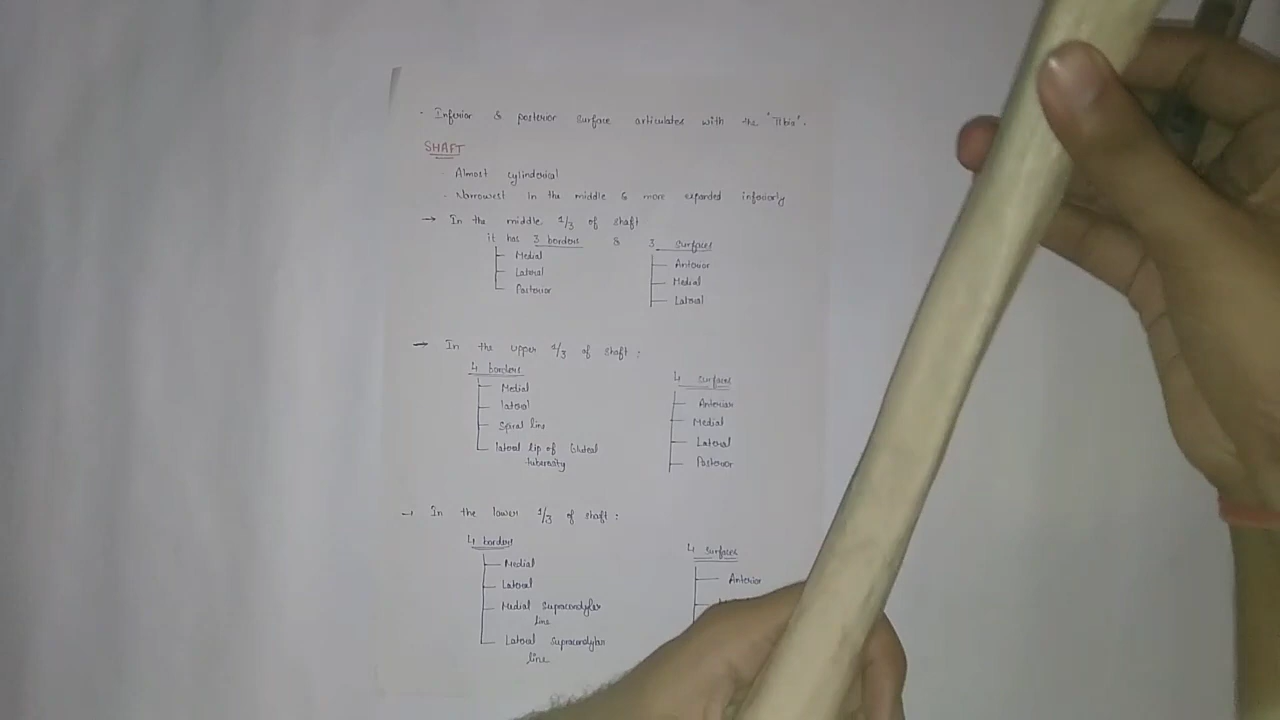 - Inferior & posterior surface articulates with the 'Tibia'.
SHAFT
- Almost cylinderical
- Narrowest in the middle & more expanded inferiorly
→ In the middle 1/3 of shaft
it has 3 borders & 3 surfaces
Medial
Lateral
Posterior
Anterior
Medial
Lateral
→ In the upper 1/3 of shaft :
4 borders
Medial
lateral
Spiral line
lateral lip of Gluteal
tuberosity
4 surfaces
Anterior
Medial
Lateral
Posterior
→ In the lower 1/3 of shaft :
4 borders
Medial
Lateral
Medial supracondylar
line
Lateral supracondylar
line
4 surfaces
Anterior